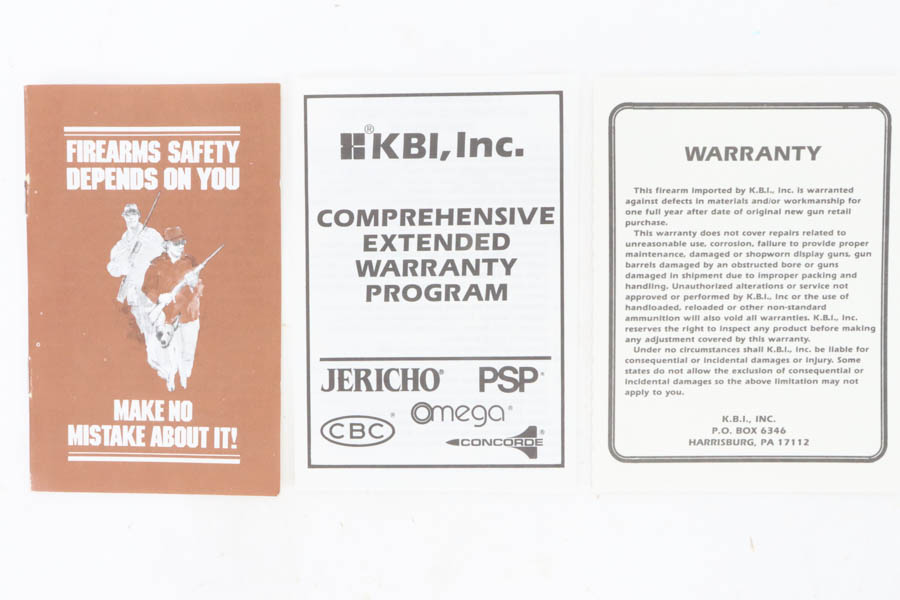 FIREARMS SAFETY
DEPENDS ON YOU
MAKE NO
MISTAKE ABOUT IT!
® KBI, Inc.
COMPREHENSIVE
EXTENDED
WARRANTY
PROGRAM
JERICHO® PSP®
Omega®
CBC®
CONCORDE®
WARRANTY
This firearm imported by K.B.I., Inc. is warranted
against defects in materials and/or workmanship for
one full year after date of original new gun retail
purchase.
This warranty does not cover repairs related to
unreasonable use, corrosion, failure to provide proper
maintenance, damaged or shopworn display guns, gun
barrels damaged by an obstructed bore or guns
damaged in shipment due to improper packing and
handling. Unauthorized alterations or service not
approved or performed by K.B.I., Inc or the use of
handloaded, reloaded or other non-standard
ammunition will also void all warranties. K.B.I., Inc.
reserves the right to inspect any product before making
any adjustment covered by this warranty.
Under no circumstances shall K.B.I., Inc. be liable for
consequential or incidental damages or injury. Some
states do not allow the exclusion of consequential or
incidental damages so the above limitation may not
apply to you.
K.B.I., INC.
P.O. BOX 6346
HARRISBURG, PA 17112